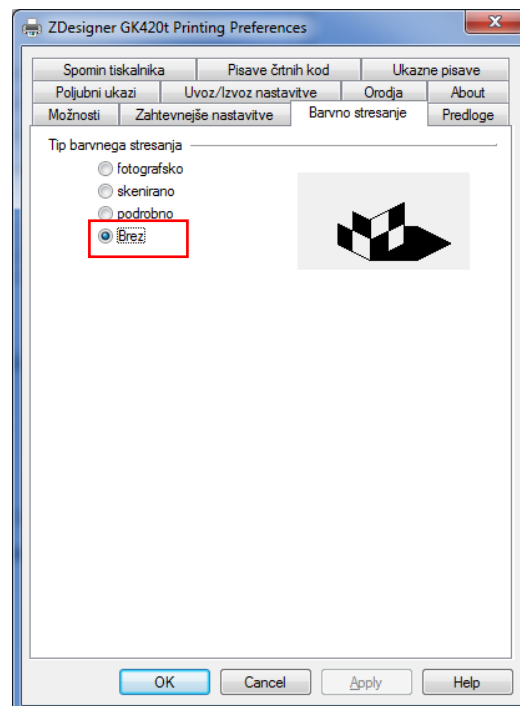 ZDesigner GK420t Printing Preferences
Spomin tiskalnika Pisave črtnih kod Ukazne pisave
Poljubni ukazi Uvoz/Izvoz nastavitve Orodja About
Možnosti Zahtevnejše nastavitve Barvno stresanje Predloge
Tip barvnega stresanja
fotografsko
skenirano
podrobno
Brez
OK Cancel Apply Help